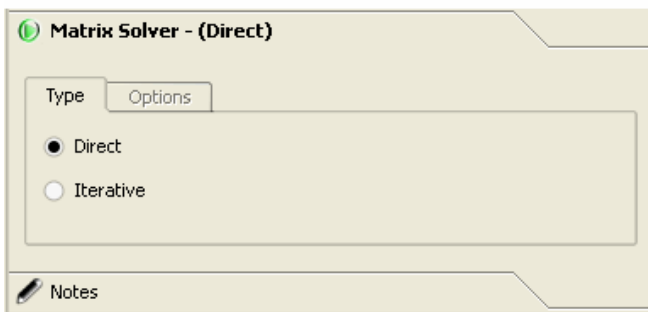 Matrix Solver - (Direct)
Type Options
Direct
Iterative
Notes